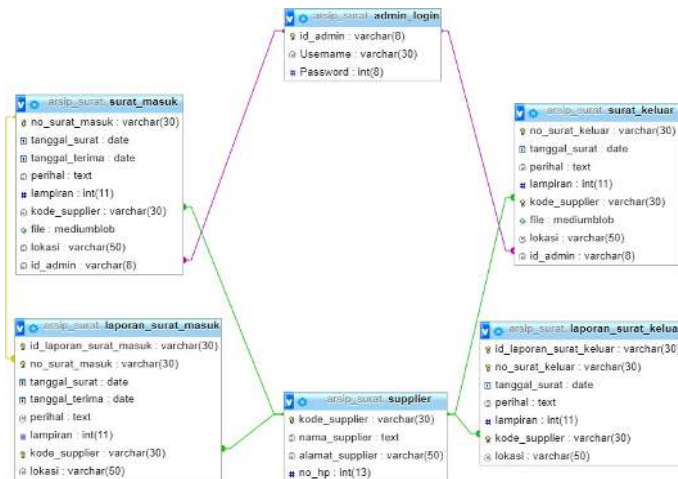 arsip_surat admin_login
id_admin : varchar(8)
Username : varchar(30)
Password : int(8)
arsip_surat surat_masuk
no_surat_masuk : varchar(30)
tanggal_surat : date
tanggal_terima : date
perihal : text
lampiran : int(11)
kode_supplier : varchar(30)
file : mediumblob
lokasi : varchar(50)
id_admin : varchar(8)
arsip_surat surat_keluar
no_surat_keluar : varchar(30)
tanggal_surat : date
perihal : text
lampiran : int(11)
kode_supplier : varchar(30)
file : mediumblob
lokasi : varchar(50)
id_admin : varchar(8)
arsip_surat laporan_surat_masuk
id_laporan_surat_masuk : varchar(30)
no_surat_masuk : varchar(30)
tanggal_surat : date
tanggal_terima : date
perihal : text
lampiran : int(11)
kode_supplier : varchar(30)
lokasi : varchar(50)
arsip_surat supplier
kode_supplier : varchar(30)
nama_supplier : text
alamat_supplier : varchar(50)
no_hp : int(13)
arsip_surat laporan_surat_kelua
id_laporan_surat_keluar : varchar(30)
no_surat_keluar : varchar(30)
tanggal_surat : date
perihal : text
lampiran : int(11)
kode_supplier : varchar(30)
lokasi : varchar(50)